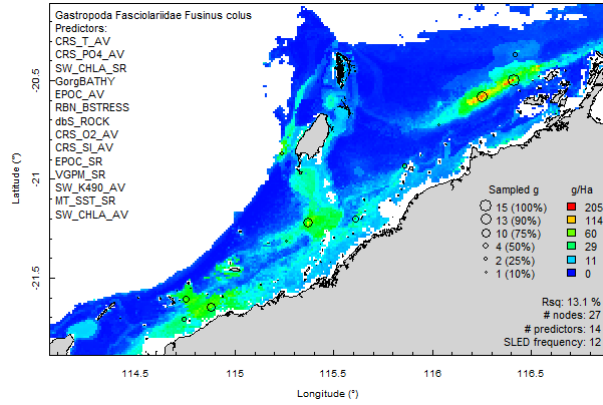 Gastropoda Fasciolariidae Fusinus colus
Predictors:
CRS_T_AV
CRS_PO4_AV
SW_CHLA_SR
GorgBATHY
EPOC_AV
RBN_BSTRESS
dbS_ROCK
CRS_O2_AV
CRS_SI_AV
EPOC_SR
VGPM_SR
SW_K490_AV
MT_SST_SR
SW_CHLA_AV
Latitude (°)
-20.5
-21
-21.5
Sampled g
15 (100%)
13 (90%)
10 (75%)
4 (50%)
2 (25%)
1 (10%)
g/Ha
205
114
60
29
11
0
Rsq: 13.1 %
# nodes: 27
# predictors: 14
SLED frequency: 12
114.5
115
115.5
116
116.5
Longitude (°)